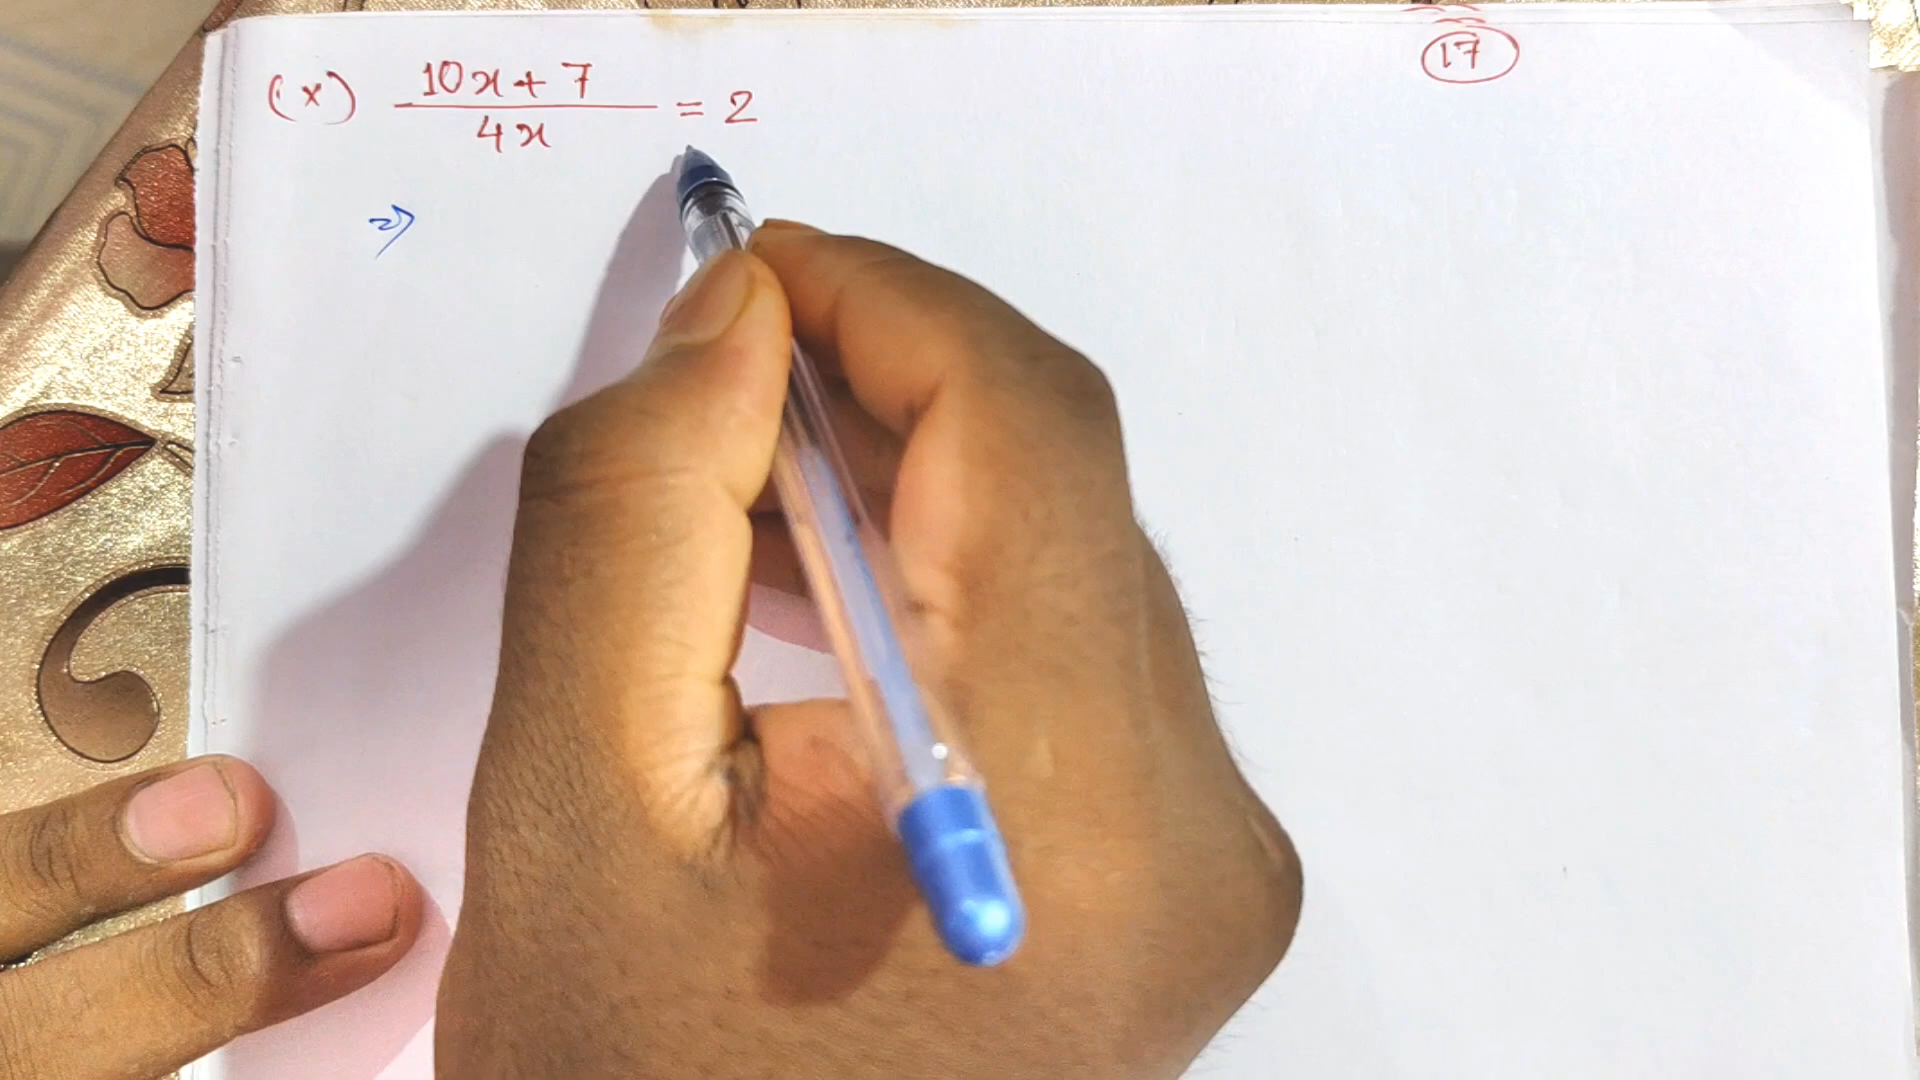 17
(x) 10x + 7 / 4x = 2
⇒